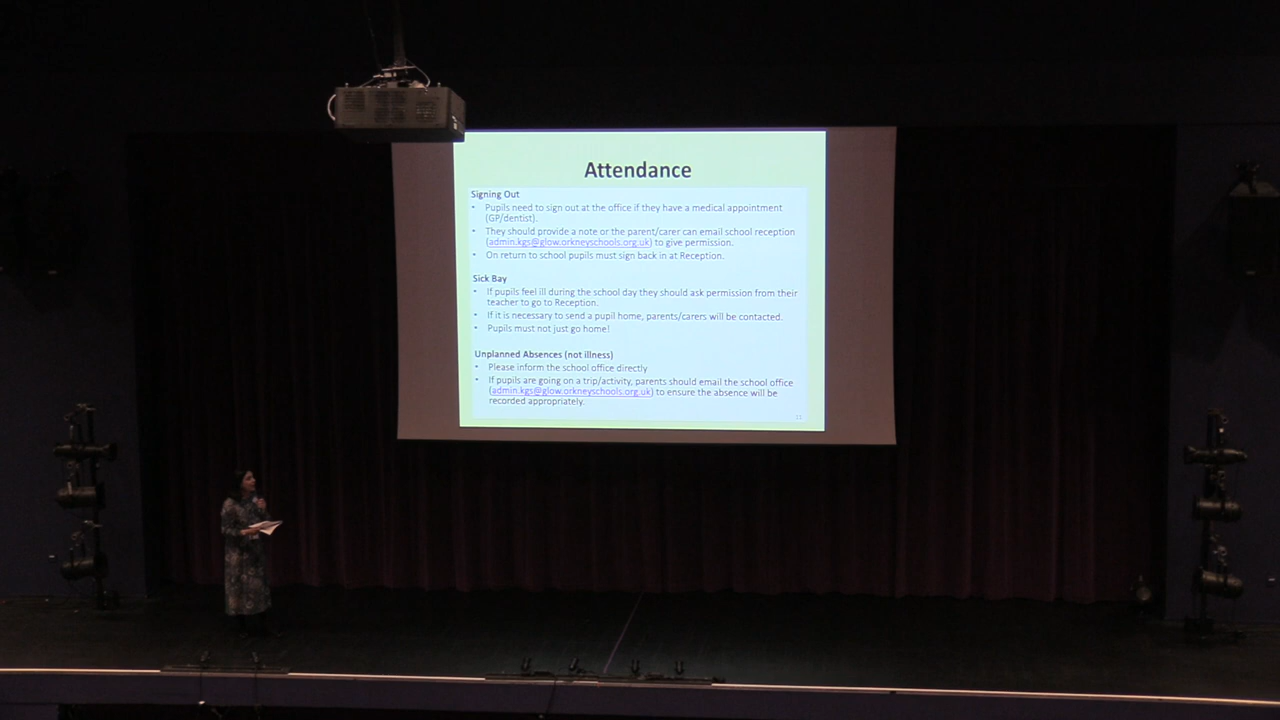 Attendance
Signing Out
• Pupils need to sign out at the office if they have a medical appointment
(GP/dentist).
• They should provide a note or the parent/carer can email school reception
(admin.kgs@glow.orkneyschools.org.uk) to give permission.
• On return to school pupils must sign back in at Reception.
Sick Bay
• If pupils feel ill during the school day they should ask permission from their
teacher to go to Reception.
• If it is necessary to send a pupil home, parents/carers will be contacted.
• Pupils must not just go home!
Unplanned Absences (not illness)
• Please inform the school office directly
• If pupils are going on a trip/activity, parents should email the school office
(admin.kgs@glow.orkneyschools.org.uk) to ensure the absence will be
recorded appropriately.